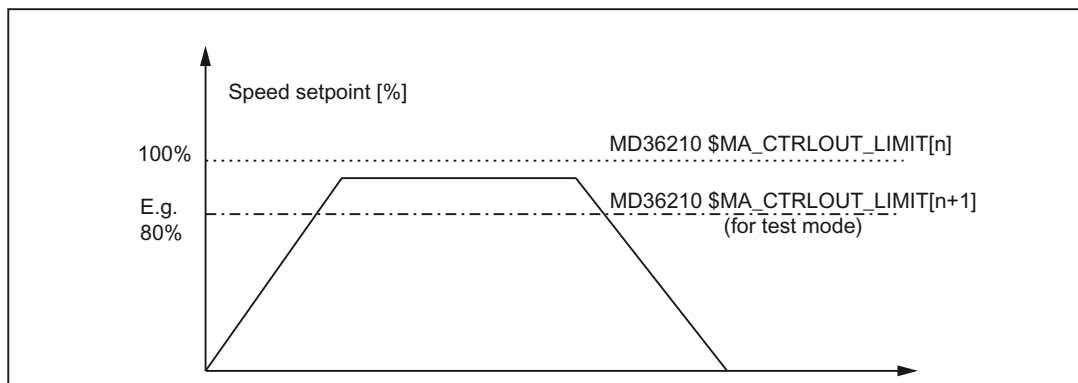 Speed setpoint [%]
MD36210 $MA_CTRLOUT_LIMIT[n]
100%
MD36210 $MA_CTRLOUT_LIMIT[n+1]
E.g.
80%
(for test mode)